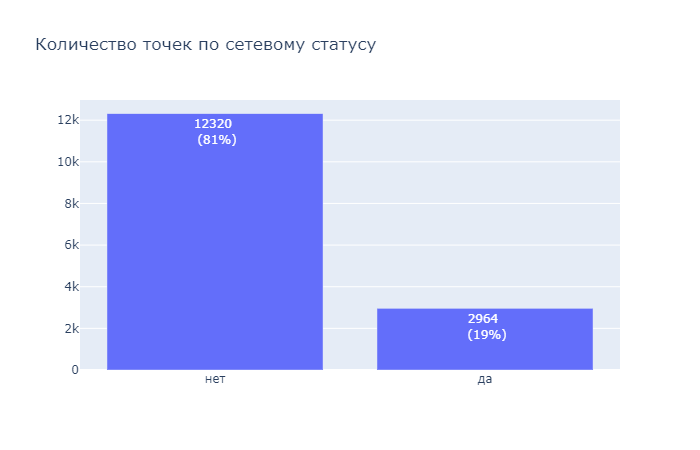 Количество точек по сетевому статусу
12k
10k
8k
6k
4k
2k
0
12320
(81%)
2964
(19%)
нет
да